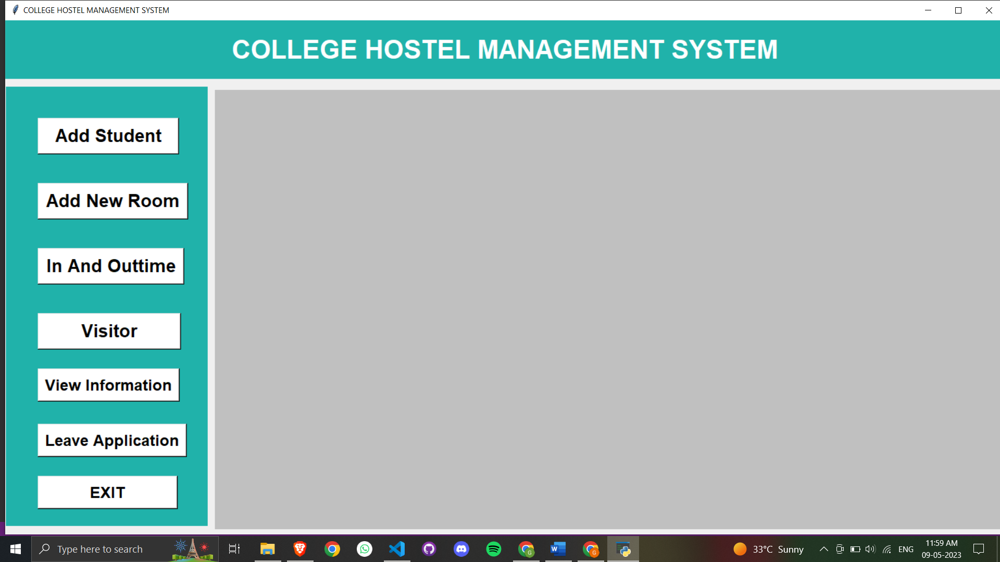 COLLEGE HOSTEL MANAGEMENT SYSTEM
COLLEGE HOSTEL MANAGEMENT SYSTEM
Add Student
Add New Room
In And Outtime
Visitor
View Information
Leave Application
EXIT
Type here to search
G
W
G
33°C Sunny
ENG
11:59 AM
09-05-2023